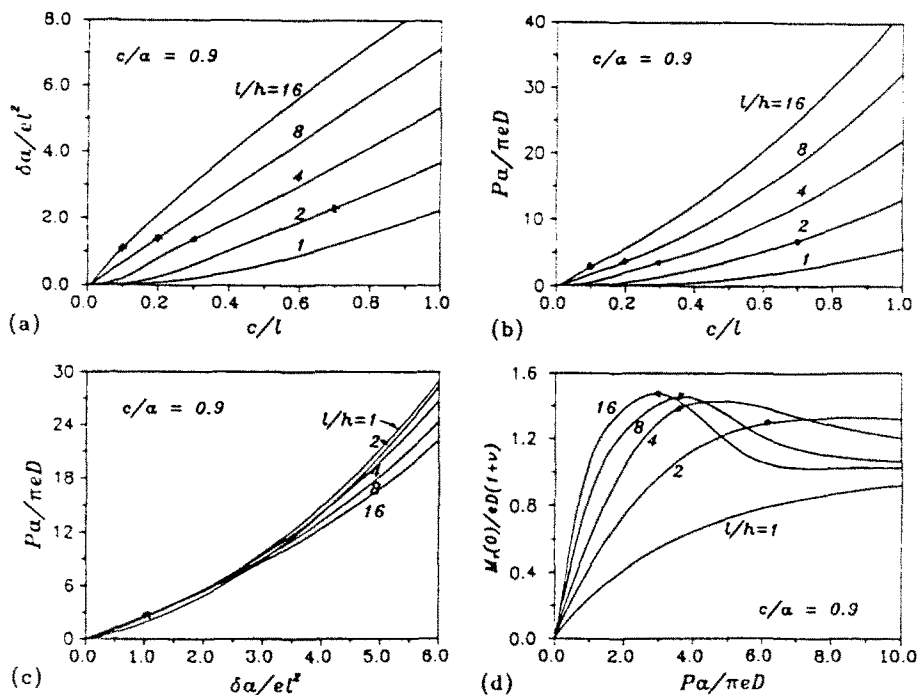 8.0
6.0
4.0
2.0
0.0
0.0 0.2 0.4 0.6 0.8 1.0
δa/el²
c/l
c/a = 0.9
l/h=16
8
4
2
1
(a)
40
30
20
10
0
0.0 0.2 0.4 0.6 0.8 1.0
Pa/πeD
c/l
c/a = 0.9
l/h=16
8
4
2
1
(b)
30
24
18
12
6
0
0.0 1.0 2.0 3.0 4.0 5.0 6.0
Pa/πeD
δa/el²
c/a = 0.9
l/h=1
2
4
8
16
(c)
1.6
1.2
0.8
0.4
0.0
0.0 2.0 4.0 6.0 8.0 10.0
Mᵣ(0)/eD(1+ν)
Pa/πeD
16
8
4
2
l/h=1
c/a = 0.9
(d)